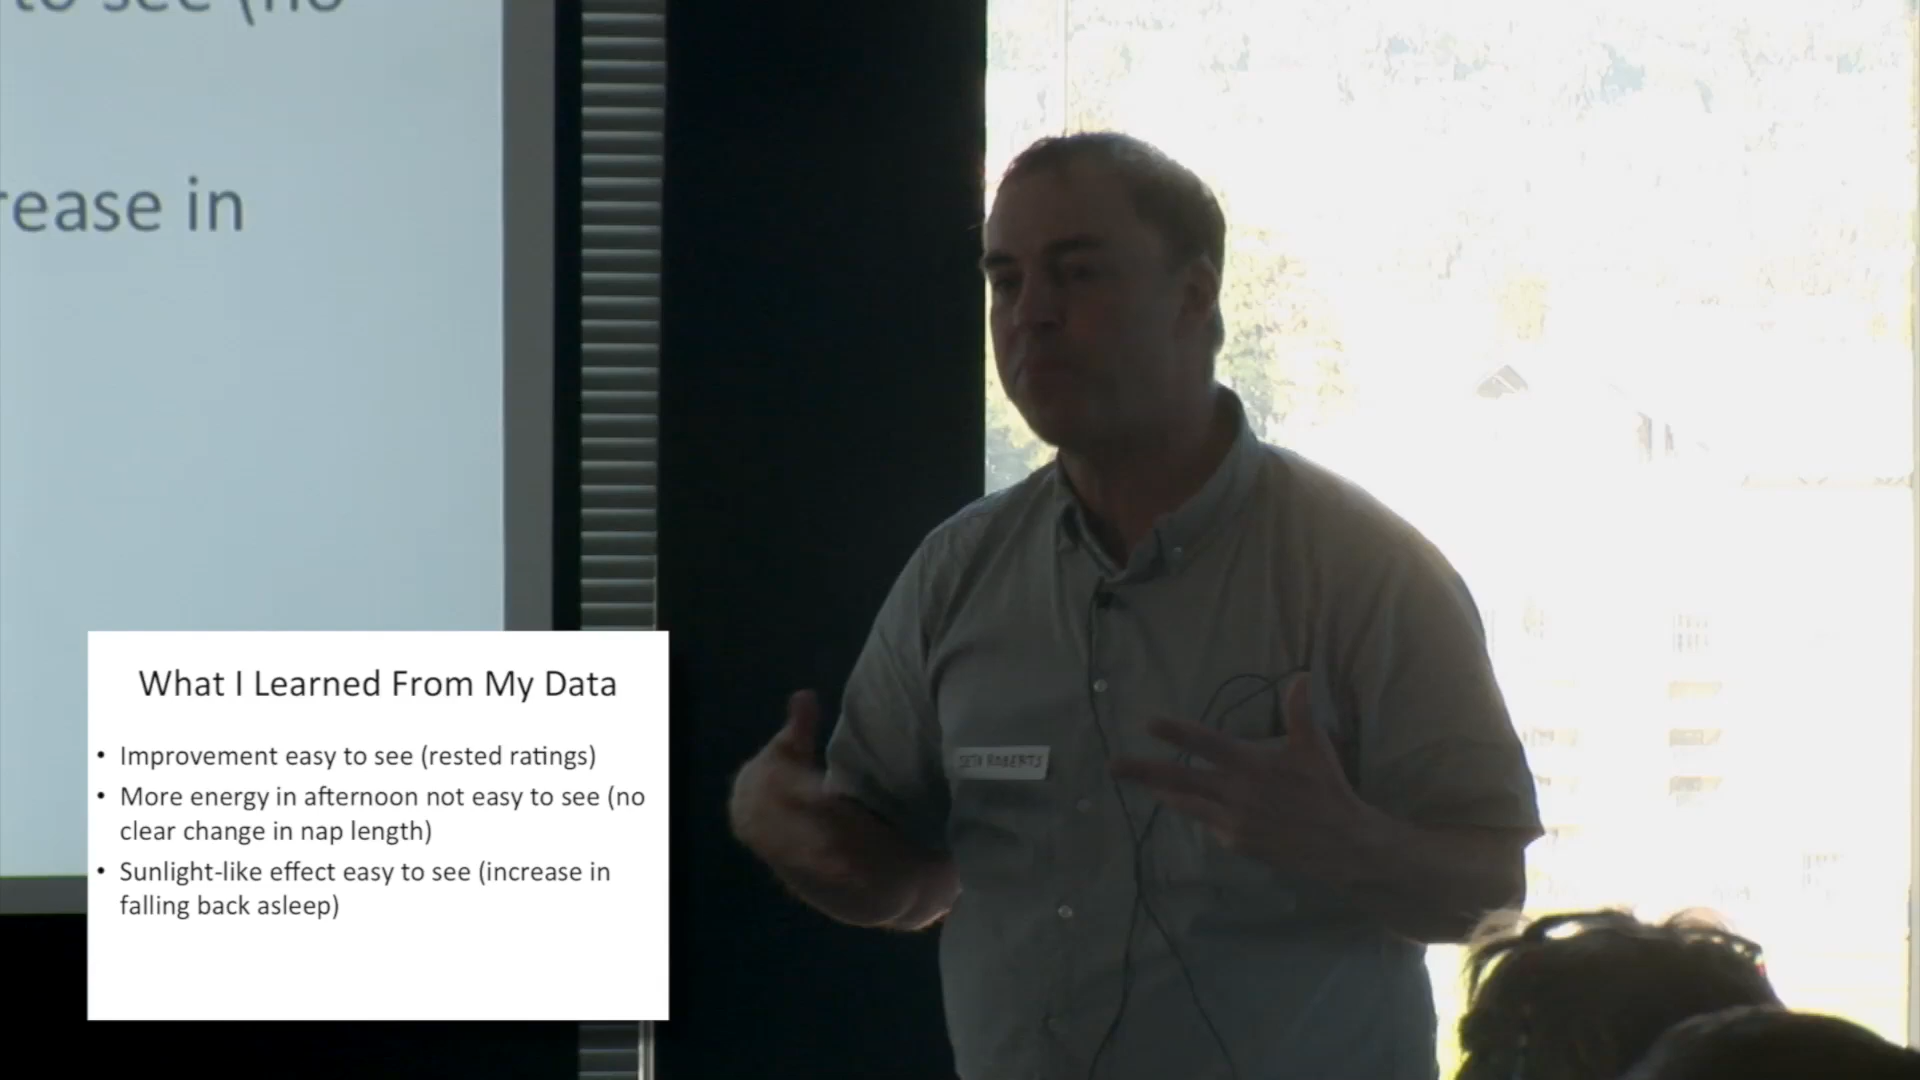 to see (no
rease in
What I Learned From My Data
• Improvement easy to see (rested ratings)
• More energy in afternoon not easy to see (no
clear change in nap length)
• Sunlight-like effect easy to see (increase in
falling back asleep)
SETH ROBERTS